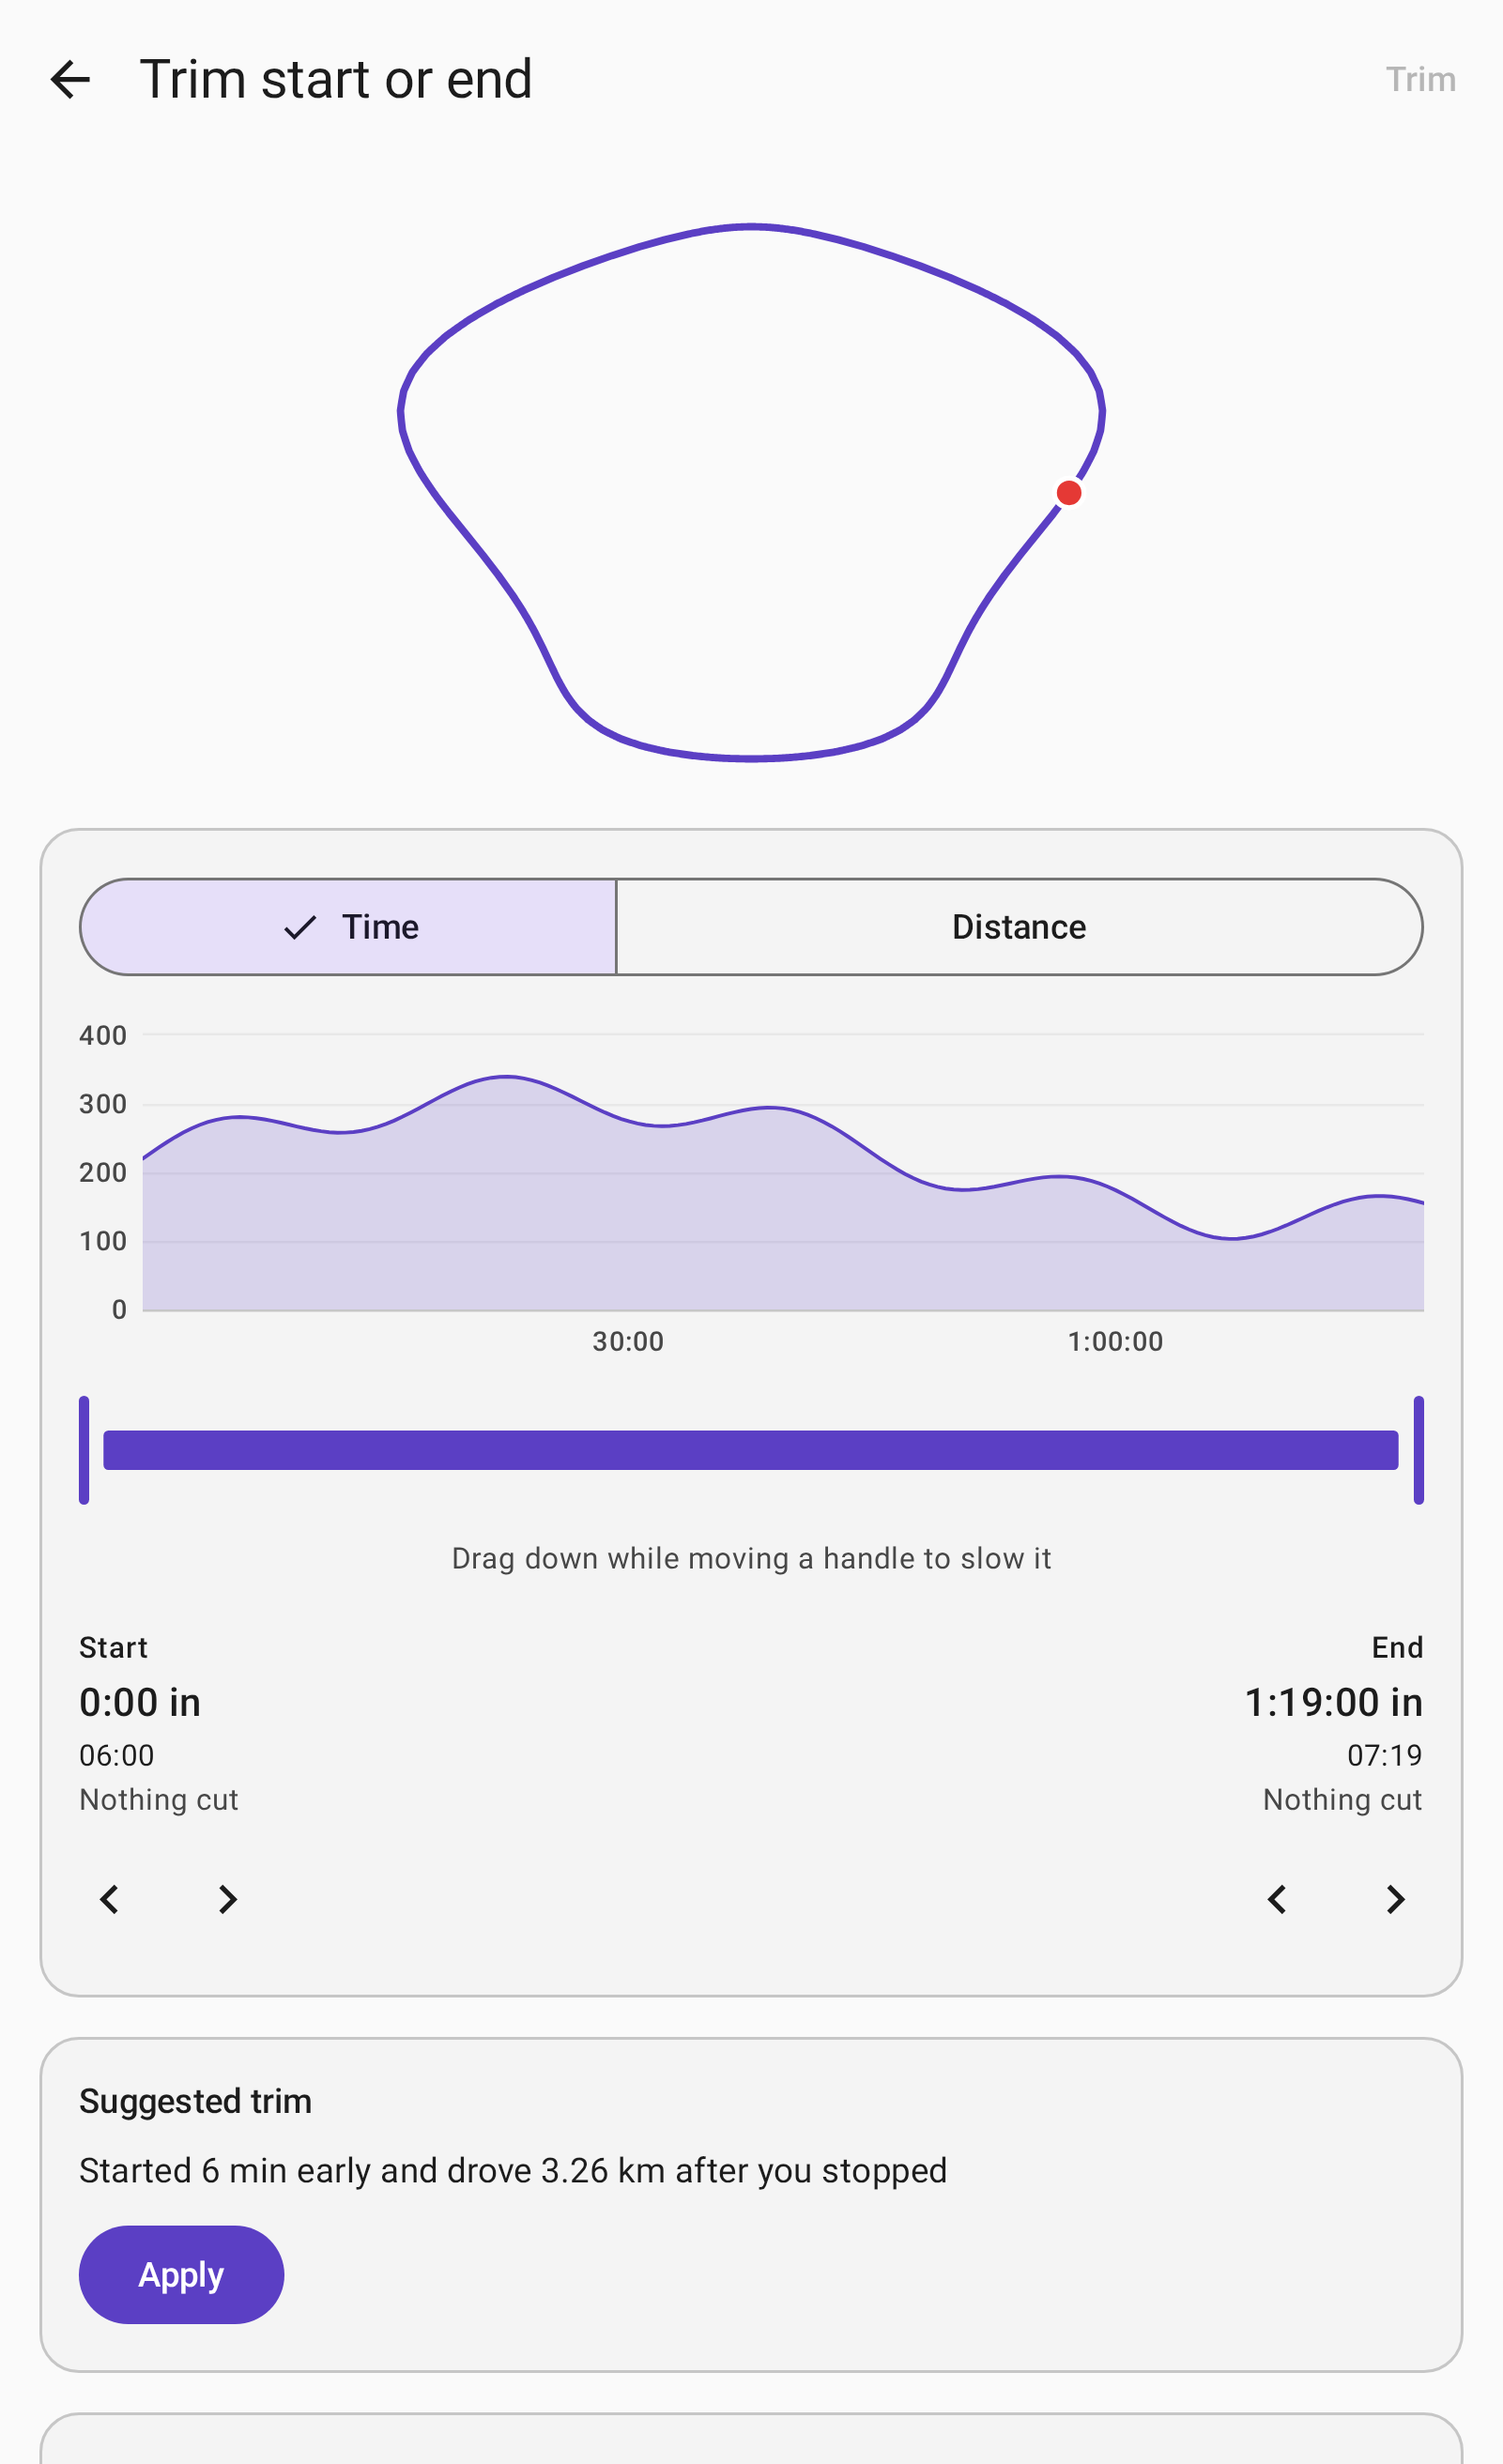 Trim start or end
Trim
Time
Distance
400
300
200
100
0
30:00
1:00:00
Drag down while moving a handle to slow it
Start
End
0:00 in
1:19:00 in
06:00
07:19
Nothing cut
Nothing cut
Suggested trim
Started 6 min early and drove 3.26 km after you stopped
Apply